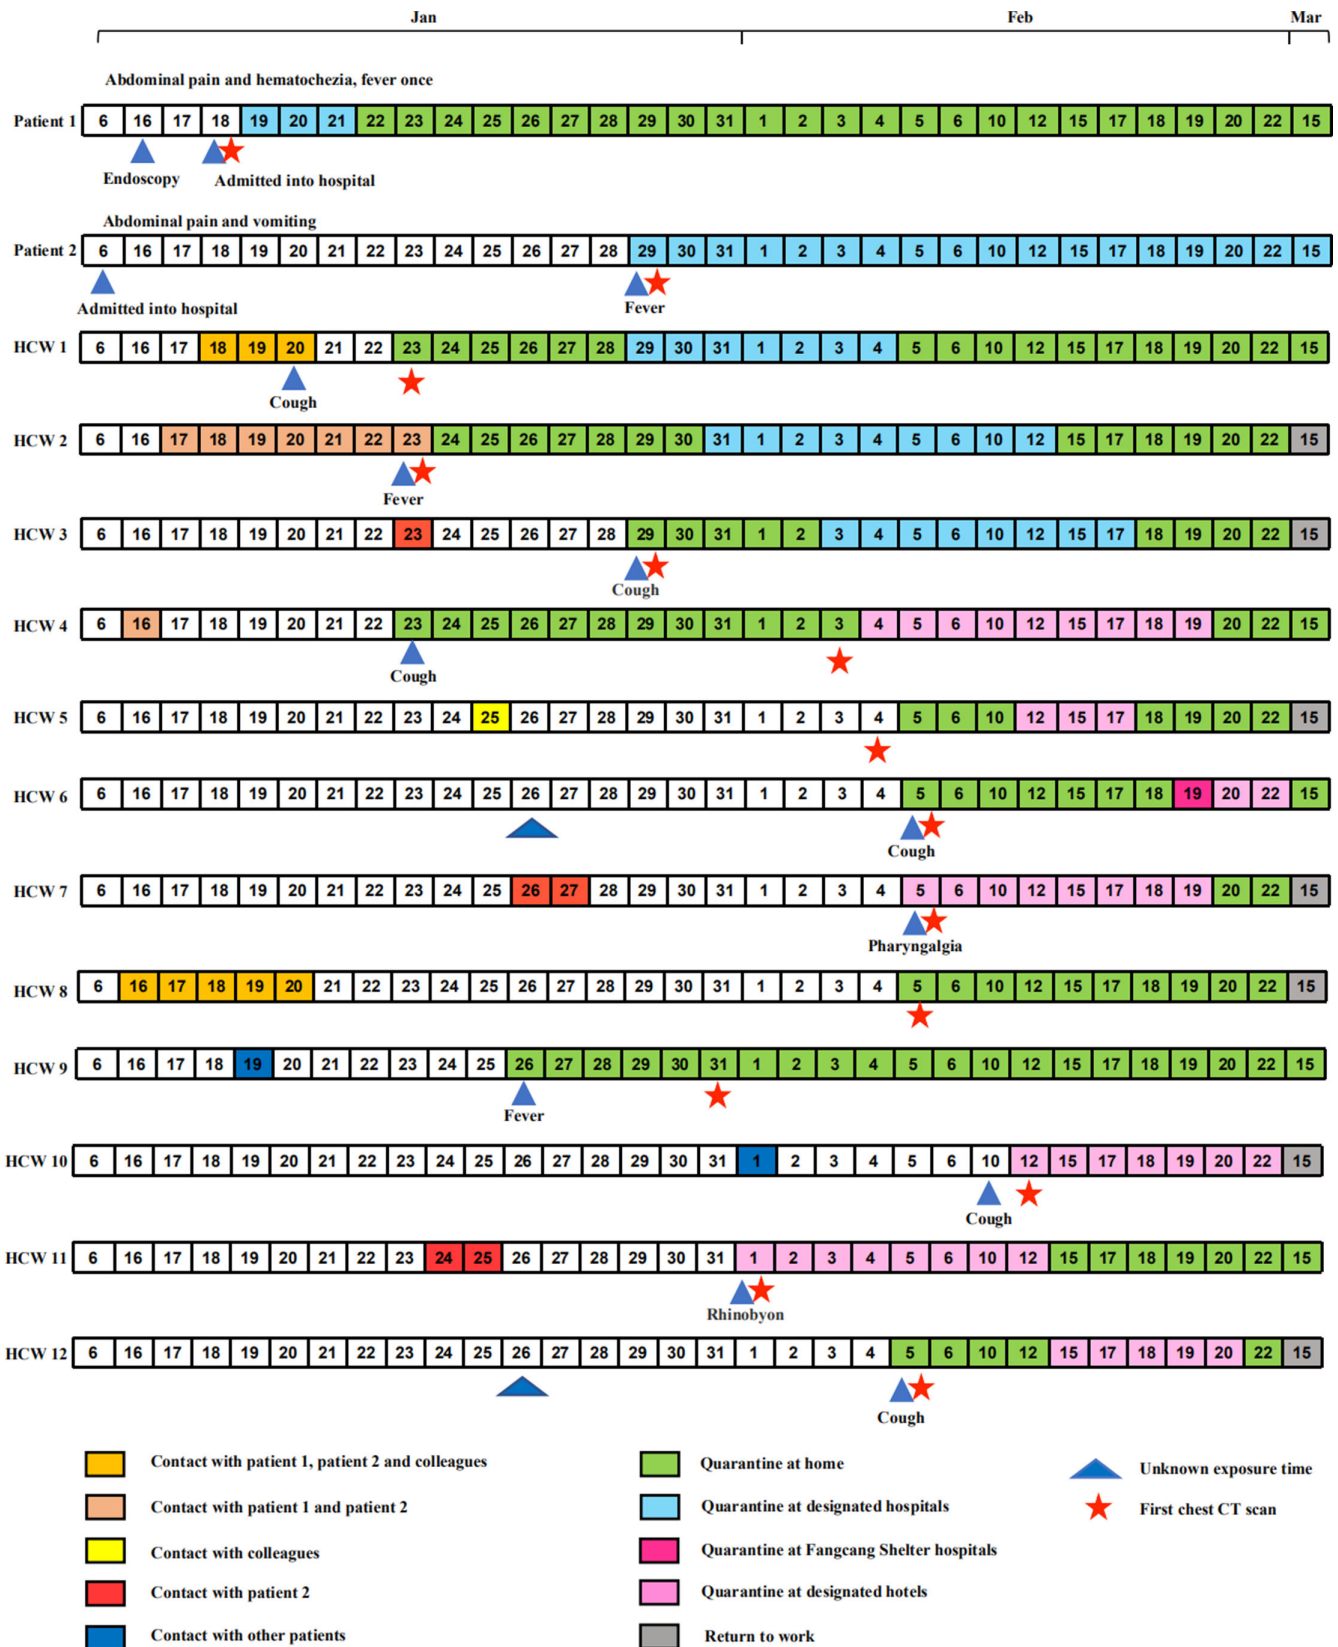 Jan Feb Mar
Abdominal pain and hematochezia, fever once
Patient 1 6 16 17 18 19 20 21 22 23 24 25 26 27 28 29 30 31 1 2 3 4 5 6 10 12 15 17 18 19 20 22 15
Endoscopy Admitted into hospital
Abdominal pain and vomiting
Patient 2 6 16 17 18 19 20 21 22 23 24 25 26 27 28 29 30 31 1 2 3 4 5 6 10 12 15 17 18 19 20 22 15
Admitted into hospital Fever
HCW 1 6 16 17 18 19 20 21 22 23 24 25 26 27 28 29 30 31 1 2 3 4 5 6 10 12 15 17 18 19 20 22 15
Cough
HCW 2 6 16 17 18 19 20 21 22 23 24 25 26 27 28 29 30 31 1 2 3 4 5 6 10 12 15 17 18 19 20 22 15
Fever
HCW 3 6 16 17 18 19 20 21 22 23 24 25 26 27 28 29 30 31 1 2 3 4 5 6 10 12 15 17 18 19 20 22 15
Cough
HCW 4 6 16 17 18 19 20 21 22 23 24 25 26 27 28 29 30 31 1 2 3 4 5 6 10 12 15 17 18 19 20 22 15
Cough
HCW 5 6 16 17 18 19 20 21 22 23 24 25 26 27 28 29 30 31 1 2 3 4 5 6 10 12 15 17 18 19 20 22 15
HCW 6 6 16 17 18 19 20 21 22 23 24 25 26 27 28 29 30 31 1 2 3 4 5 6 10 12 15 17 18 19 20 22 15
Cough
HCW 7 6 16 17 18 19 20 21 22 23 24 25 26 27 28 29 30 31 1 2 3 4 5 6 10 12 15 17 18 19 20 22 15
Pharyngalgia
HCW 8 6 16 17 18 19 20 21 22 23 24 25 26 27 28 29 30 31 1 2 3 4 5 6 10 12 15 17 18 19 20 22 15
HCW 9 6 16 17 18 19 20 21 22 23 24 25 26 27 28 29 30 31 1 2 3 4 5 6 10 12 15 17 18 19 20 22 15
Fever
HCW 10 6 16 17 18 19 20 21 22 23 24 25 26 27 28 29 30 31 1 2 3 4 5 6 10 12 15 17 18 19 20 22 15
Cough
HCW 11 6 16 17 18 19 20 21 22 23 24 25 26 27 28 29 30 31 1 2 3 4 5 6 10 12 15 17 18 19 20 22 15
Rhinobyon
HCW 12 6 16 17 18 19 20 21 22 23 24 25 26 27 28 29 30 31 1 2 3 4 5 6 10 12 15 17 18 19 20 22 15
Cough
Contact with patient 1, patient 2 and colleagues Quarantine at home Unknown exposure time
Contact with patient 1 and patient 2 Quarantine at designated hospitals First chest CT scan
Contact with colleagues Quarantine at Fangcang Shelter hospitals
Contact with patient 2 Quarantine at designated hotels
Contact with other patients Return to work